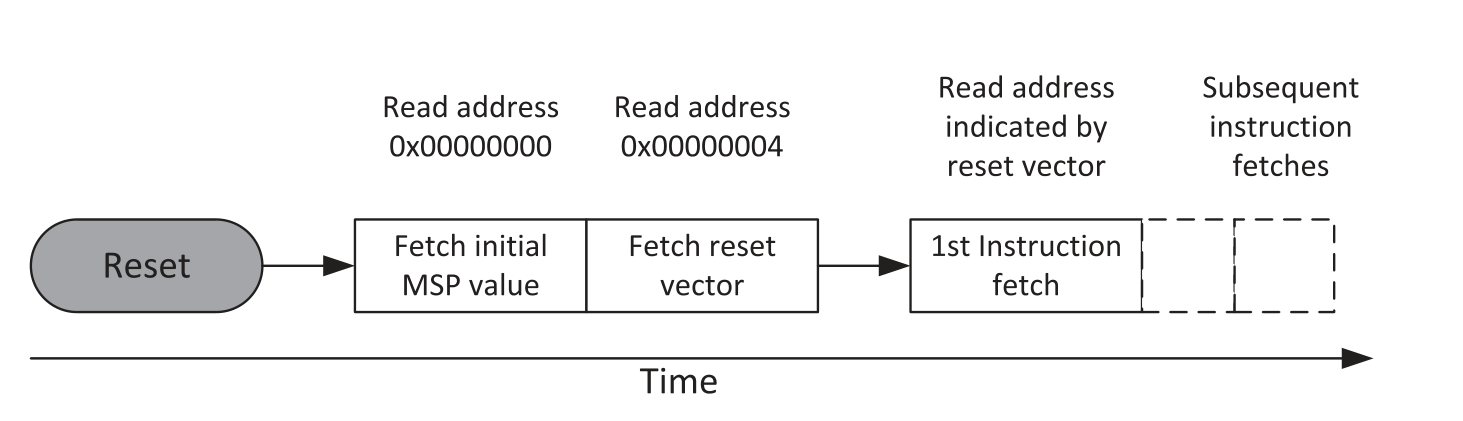 Read address
0x00000000
Read address
0x00000004
Read address
indicated by
reset vector
Subsequent
instruction
fetches
Reset
Fetch initial
MSP value
Fetch reset
vector
1st Instruction
fetch
Time